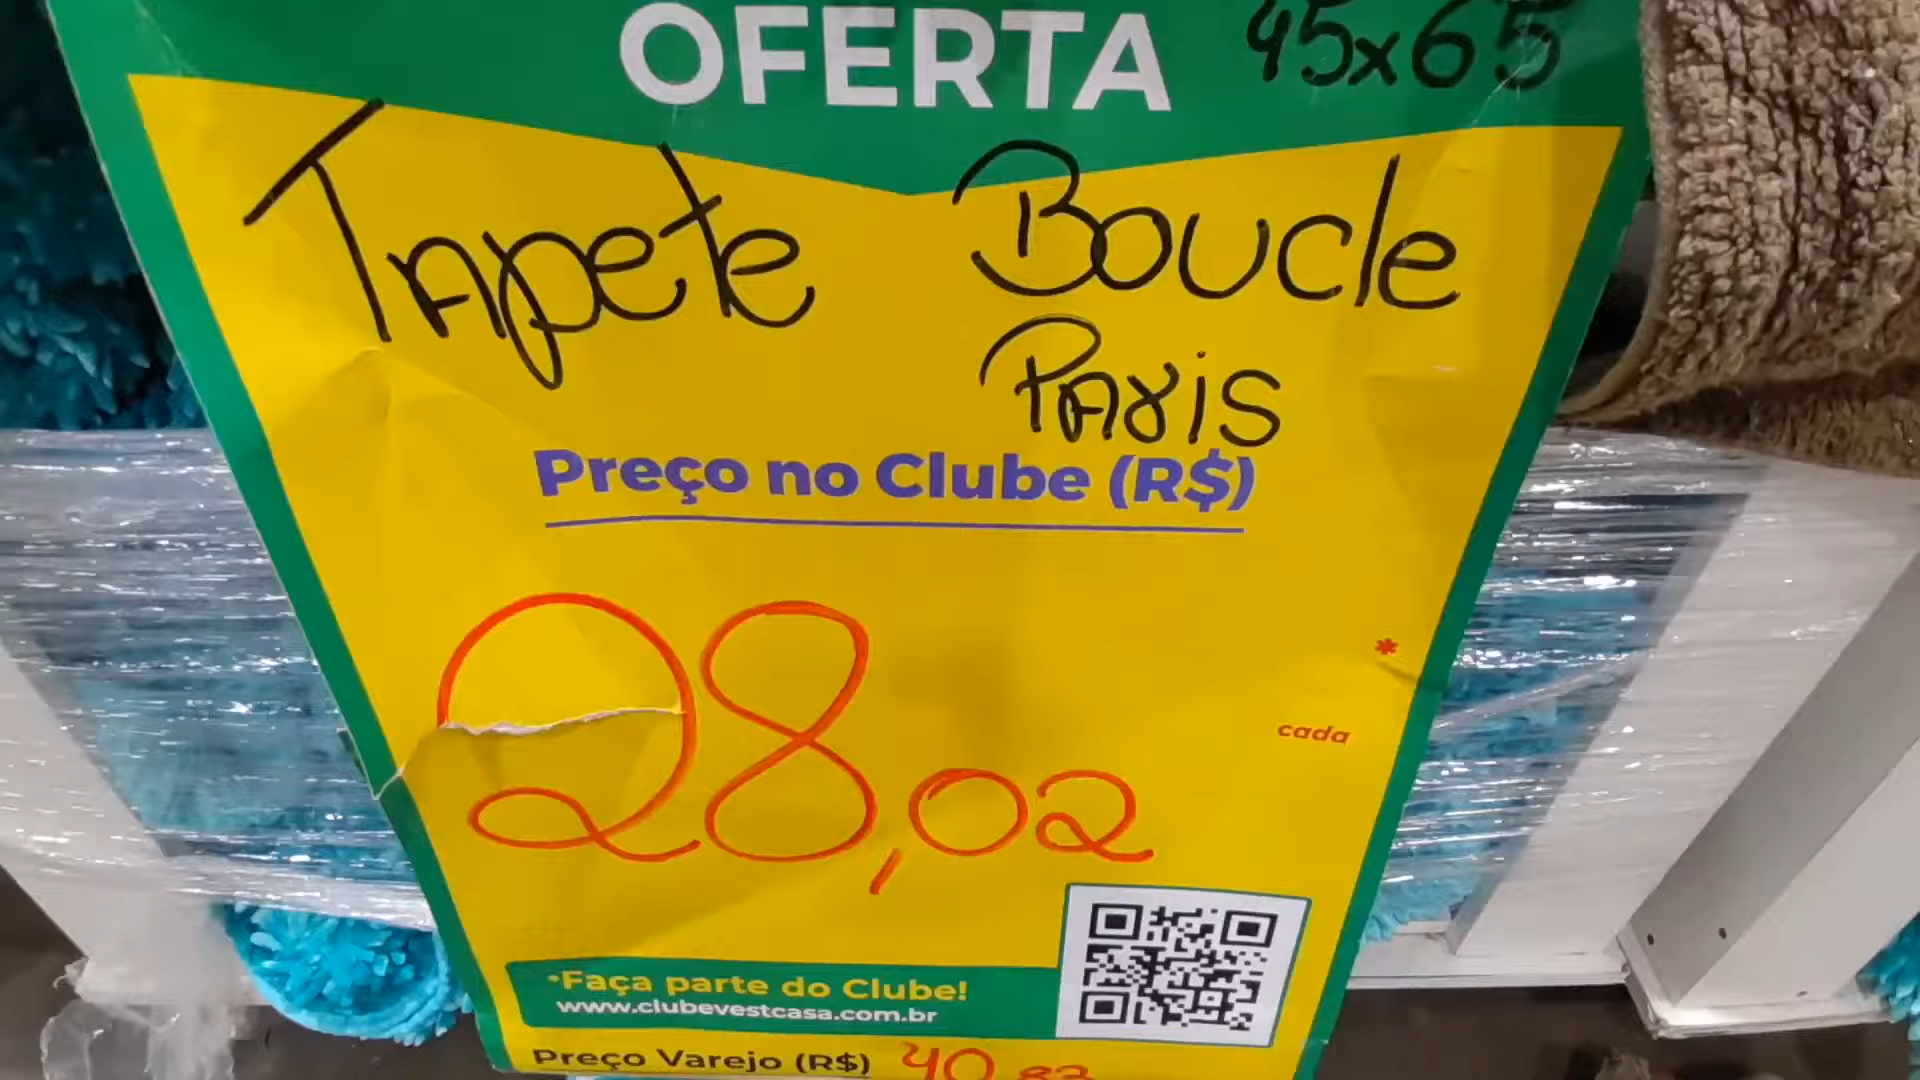 OFERTA 45x65
Tapete Boucle
Paris
Preço no Clube (R$)
28,02
*
cada
*Faça parte do Clube!
www.clubevestcasa.com.br
Preço Varejo (R$) 40